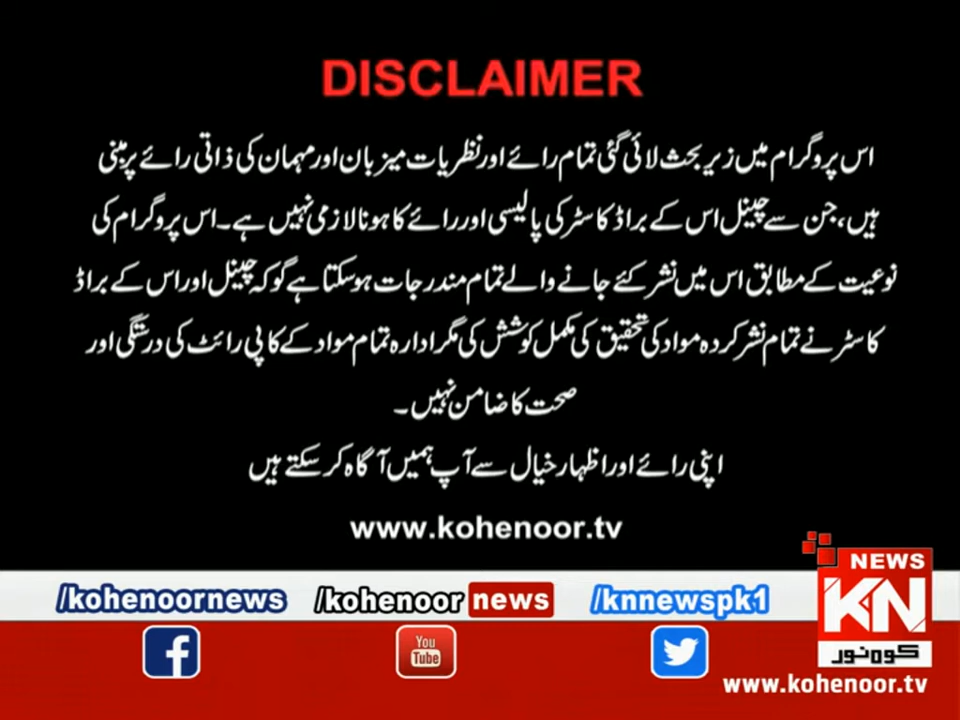 DISCLAIMER
اس پروگرام میں زیرِ بحث لائی گئی تمام رائے اور نظریات میزبان اور مہمان کی ذاتی رائے پر مبنی
ہیں، جن سے چینل اس کے براڈ کاسٹر کی پالیسی اور رائے کا ہونا لازمی نہیں ہے۔ اس پروگرام کی
نوعیت کے مطابق اس میں نشر کئے جانے والے تمام مندرجات ہو سکتا ہے گو کہ چینل اور اس کے براڈ
کاسٹر نے تمام نشر کردہ مواد کی تحقیق کی مکمل کوشش کی مگر ادارہ تمام مواد کے کاپی رائٹ کی درستگی اور
صحت کا ضامن نہیں۔
اپنی رائے اور اظہار خیال سے آپ ہمیں آگاہ کر سکتے ہیں
www.kohenoor.tv
/kohenoornews /kohenoor news /knnewspk1
You Tube
NEWS
KN
کوہ نور
www.kohenoor.tv